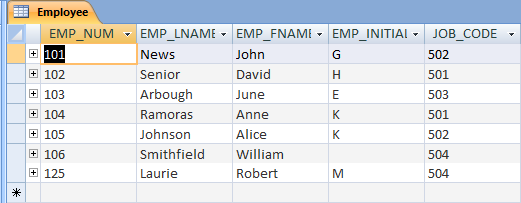 Employee
EMP_NUM EMP_LNAME EMP_FNAME EMP_INITIAL JOB_CODE
101 News John G 502
102 Senior David H 501
103 Arbough June E 503
104 Ramoras Anne K 501
105 Johnson Alice K 502
106 Smithfield William 504
125 Laurie Robert M 504